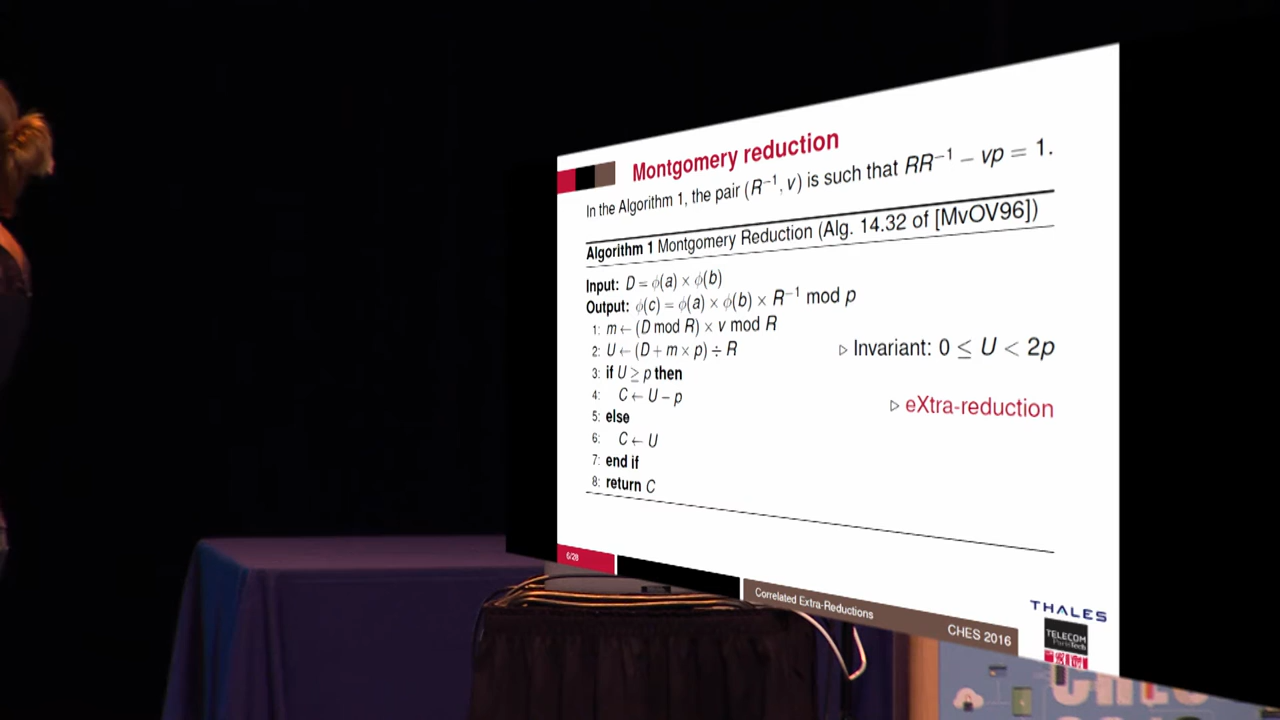 Montgomery reduction
In the Algorithm 1, the pair (R⁻¹, v) is such that RR⁻¹ − vp = 1.
Algorithm 1 Montgomery Reduction (Alg. 14.32 of [MvOV96])
Input: D = ϕ(a) × ϕ(b)
Output: ϕ(c) = ϕ(a) × ϕ(b) × R⁻¹ mod p
1: m ← (D mod R) × v mod R
2: U ← (D + m × p) ÷ R ▷ Invariant: 0 ≤ U < 2p
3: if U ≥ p then
4: C ← U − p ▷ eXtra-reduction
5: else
6: C ← U
7: end if
8: return C
6/28
Correlated Extra-Reductions
CHES 2016
THALES
TELECOM
ParisTech